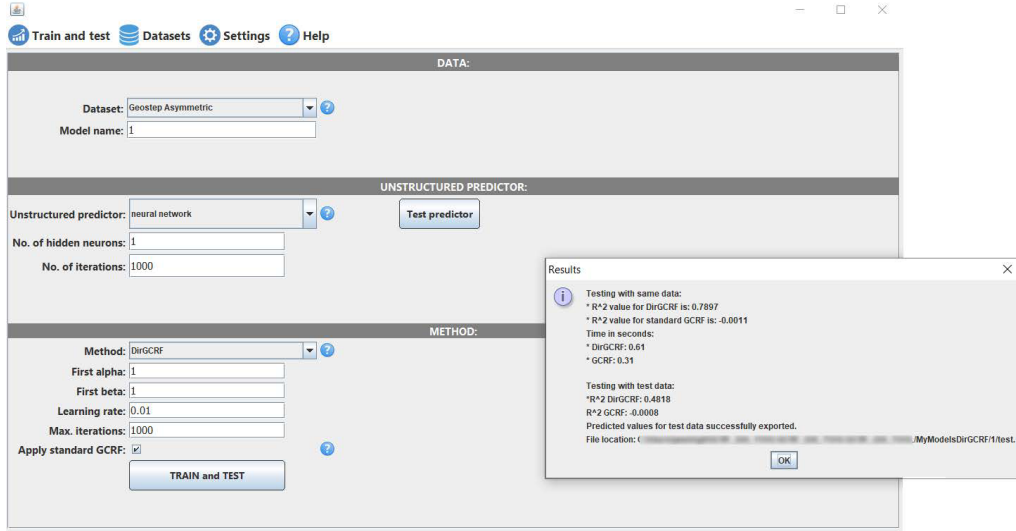 Train and test Datasets Settings ? Help
DATA:
Dataset: Geostep Asymmetric ?
Model name: 1
UNSTRUCTURED PREDICTOR:
Unstructured predictor: neural network ? Test predictor
No. of hidden neurons: 1
No. of iterations: 1000
METHOD:
Method: DirGCRF ?
First alpha: 1
First beta: 1
Learning rate: 0.01
Max. iterations: 1000
Apply standard GCRF: ?
TRAIN and TEST
Results
i
Testing with same data:
* R^2 value for DirGCRF is: 0.7897
* R^2 value for standard GCRF is: -0.0011
Time in seconds:
* DirGCRF: 0.61
* GCRF: 0.31
Testing with test data:
*R^2 DirGCRF: 0.4818
R^2 GCRF: -0.0008
Predicted values for test data successfully exported.
File location: /MyModelsDirGCRF/1/test.
OK